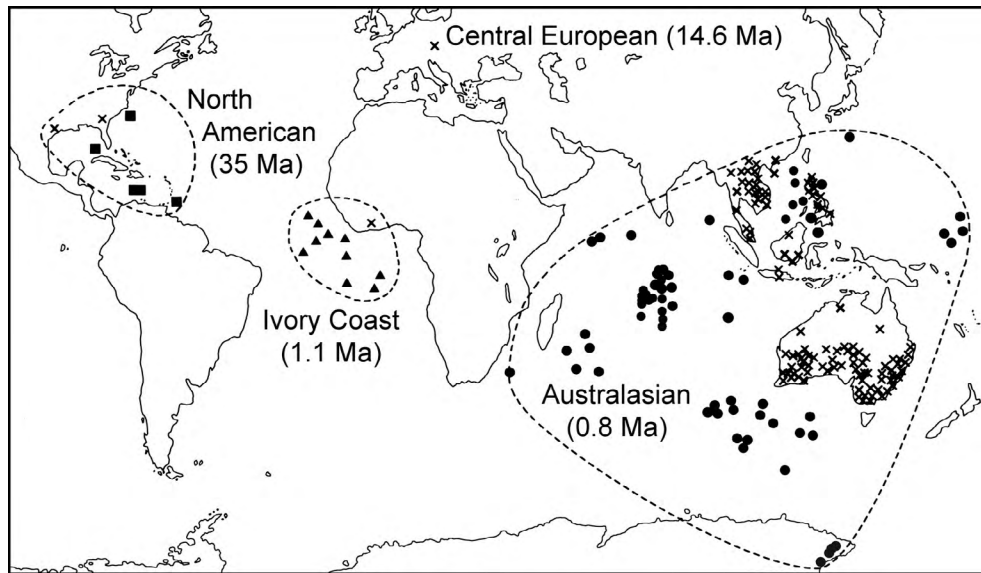 Central European (14.6 Ma)
North
American
(35 Ma)
Ivory Coast
(1.1 Ma)
Australasian
(0.8 Ma)